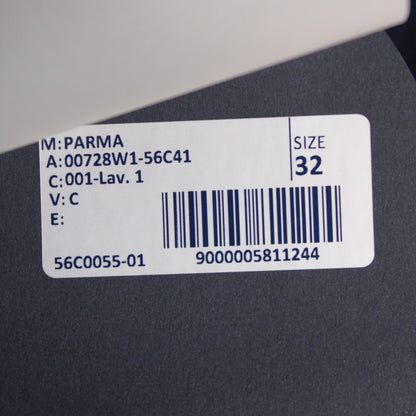 M: PARMA
A: 00728W1-56C41
C: 001-Lav. 1
V: C
E:
SIZE
32
56C0055-01
9000005811244